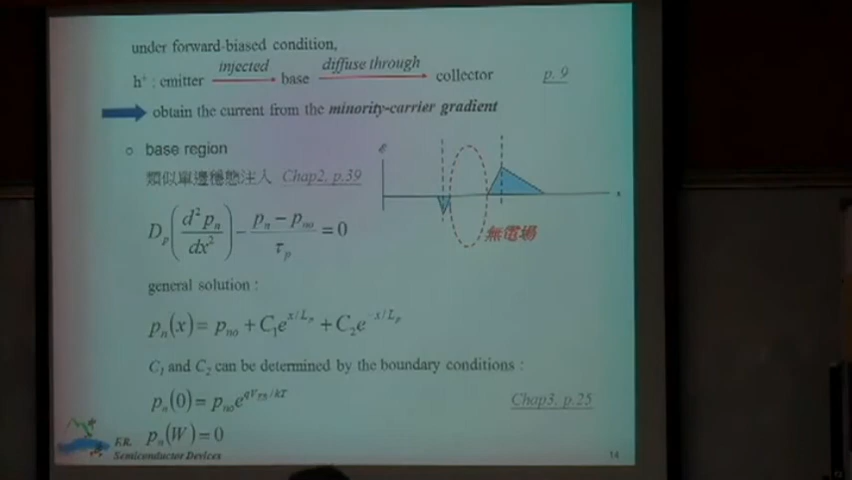 under forward-biased condition,
h⁺ : emitter injected base diffuse through collector p. 9
obtain the current from the minority-carrier gradient
base region
類似單邊穩態注入 Chap2, p.39
ℰ
x
無電場
D_p(d²p_n/dx²) − (p_n − p_no)/τ_p = 0
general solution :
p_n(x) = p_no + C₁e^{x/L_p} + C₂e^{-x/L_p}
C₁ and C₂ can be determined by the boundary conditions :
p_n(0) = p_no e^{qV_EB/kT} Chap3, p.25
p_n(W) = 0
F.R.
Semiconductor Devices
14